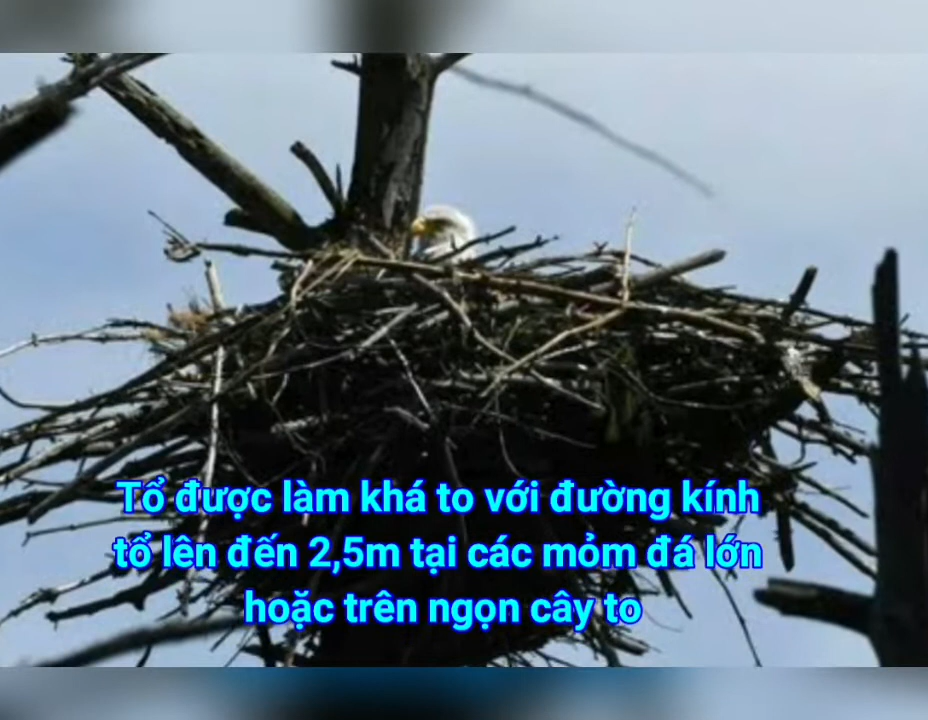 Tổ được làm khá to với đường kính
tổ lên đến 2,5m tại các mỏm đá lớn
hoặc trên ngọn cây to